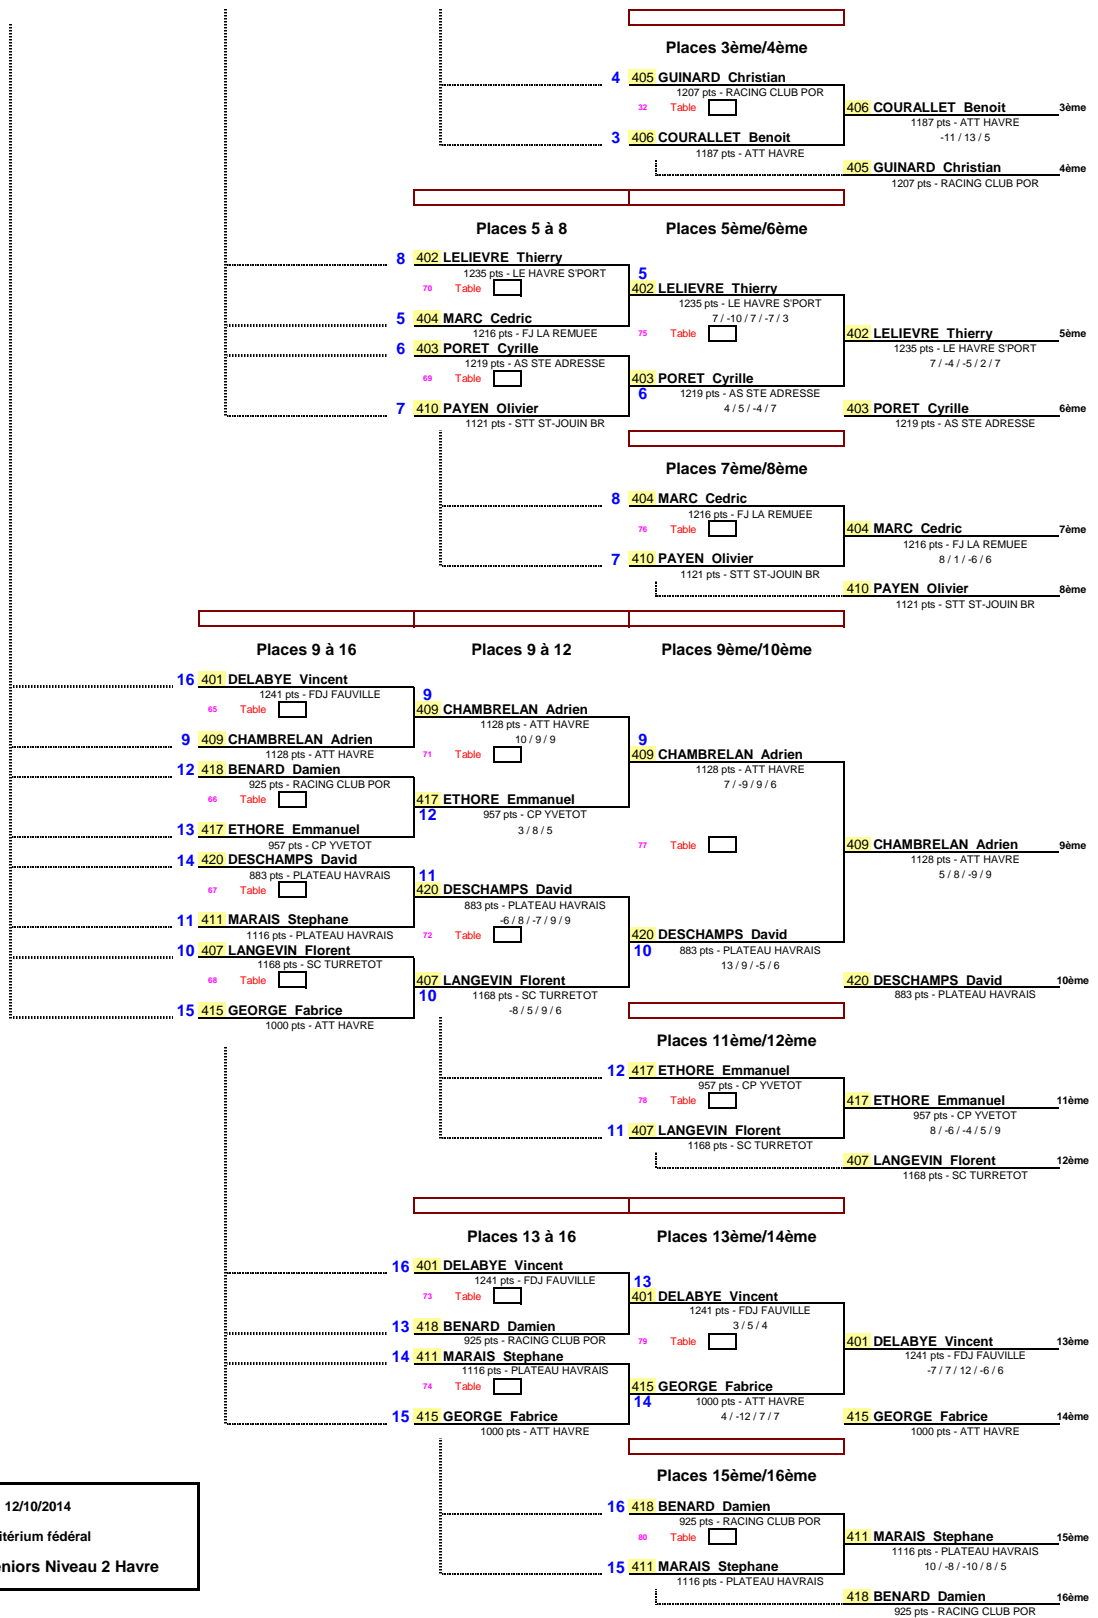 Places 3ème/4ème
4 405 GUINARD Christian
1207 pts - RACING CLUB POR
32 Table
406 COURALLET Benoit 3ème
1187 pts - ATT HAVRE
-11 / 13 / 5
3 406 COURALLET Benoit
1187 pts - ATT HAVRE
405 GUINARD Christian 4ème
1207 pts - RACING CLUB POR
Places 5 à 8 Places 5ème/6ème
8 402 LELIEVRE Thierry
1235 pts - LE HAVRE S'PORT
70 Table
5
402 LELIEVRE Thierry
1235 pts - LE HAVRE S'PORT
7 / -10 / 7 / -7 / 3
5 404 MARC Cedric
1216 pts - FJ LA REMUEE
75 Table
402 LELIEVRE Thierry 5ème
1235 pts - LE HAVRE S'PORT
7 / -4 / -5 / 2 / 7
6 403 PORET Cyrille
1219 pts - AS STE ADRESSE
69 Table
403 PORET Cyrille
6 1219 pts - AS STE ADRESSE
4 / 5 / -4 / 7
7 410 PAYEN Olivier
1121 pts - STT ST-JOUIN BR
403 PORET Cyrille 6ème
1219 pts - AS STE ADRESSE
Places 7ème/8ème
8 404 MARC Cedric
1216 pts - FJ LA REMUEE
76 Table
404 MARC Cedric 7ème
1216 pts - FJ LA REMUEE
8 / 1 / -6 / 6
7 410 PAYEN Olivier
1121 pts - STT ST-JOUIN BR
410 PAYEN Olivier 8ème
1121 pts - STT ST-JOUIN BR
Places 9 à 16 Places 9 à 12 Places 9ème/10ème
16 401 DELABYE Vincent
1241 pts - FDJ FAUVILLE
65 Table
9
409 CHAMBRELAN Adrien
1128 pts - ATT HAVRE
10 / 9 / 9
9 409 CHAMBRELAN Adrien
1128 pts - ATT HAVRE
71 Table
9
409 CHAMBRELAN Adrien
1128 pts - ATT HAVRE
7 / -9 / 9 / 6
12 418 BENARD Damien
925 pts - RACING CLUB POR
66 Table
417 ETHORE Emmanuel
12 957 pts - CP YVETOT
3 / 8 / 5
13 417 ETHORE Emmanuel
957 pts - CP YVETOT
77 Table
409 CHAMBRELAN Adrien 9ème
1128 pts - ATT HAVRE
5 / 8 / -9 / 9
14 420 DESCHAMPS David
883 pts - PLATEAU HAVRAIS
67 Table
11
420 DESCHAMPS David
883 pts - PLATEAU HAVRAIS
-6 / 8 / -7 / 9 / 9
11 411 MARAIS Stephane
1116 pts - PLATEAU HAVRAIS
72 Table
420 DESCHAMPS David
10 883 pts - PLATEAU HAVRAIS
13 / 9 / -5 / 6
10 407 LANGEVIN Florent
1168 pts - SC TURRETOT
68 Table
407 LANGEVIN Florent
10 1168 pts - SC TURRETOT
-8 / 5 / 9 / 6
420 DESCHAMPS David 10ème
883 pts - PLATEAU HAVRAIS
15 415 GEORGE Fabrice
1000 pts - ATT HAVRE
Places 11ème/12ème
12 417 ETHORE Emmanuel
957 pts - CP YVETOT
78 Table
417 ETHORE Emmanuel 11ème
957 pts - CP YVETOT
8 / -6 / -4 / 5 / 9
11 407 LANGEVIN Florent
1168 pts - SC TURRETOT
407 LANGEVIN Florent 12ème
1168 pts - SC TURRETOT
Places 13 à 16 Places 13ème/14ème
16 401 DELABYE Vincent
1241 pts - FDJ FAUVILLE
73 Table
13
401 DELABYE Vincent
1241 pts - FDJ FAUVILLE
3 / 5 / 4
13 418 BENARD Damien
925 pts - RACING CLUB POR
79 Table
401 DELABYE Vincent 13ème
1241 pts - FDJ FAUVILLE
-7 / 7 / 12 / -6 / 6
14 411 MARAIS Stephane
1116 pts - PLATEAU HAVRAIS
74 Table
415 GEORGE Fabrice
14 1000 pts - ATT HAVRE
4 / -12 / 7 / 7
15 415 GEORGE Fabrice
1000 pts - ATT HAVRE
415 GEORGE Fabrice 14ème
1000 pts - ATT HAVRE
Places 15ème/16ème
16 418 BENARD Damien
925 pts - RACING CLUB POR
80 Table
411 MARAIS Stephane 15ème
1116 pts - PLATEAU HAVRAIS
10 / -8 / -10 / 8 / 5
15 411 MARAIS Stephane
1116 pts - PLATEAU HAVRAIS
418 BENARD Damien 16ème
925 pts - RACING CLUB POR
12/10/2014
itérium fédéral
eniors Niveau 2 Havre